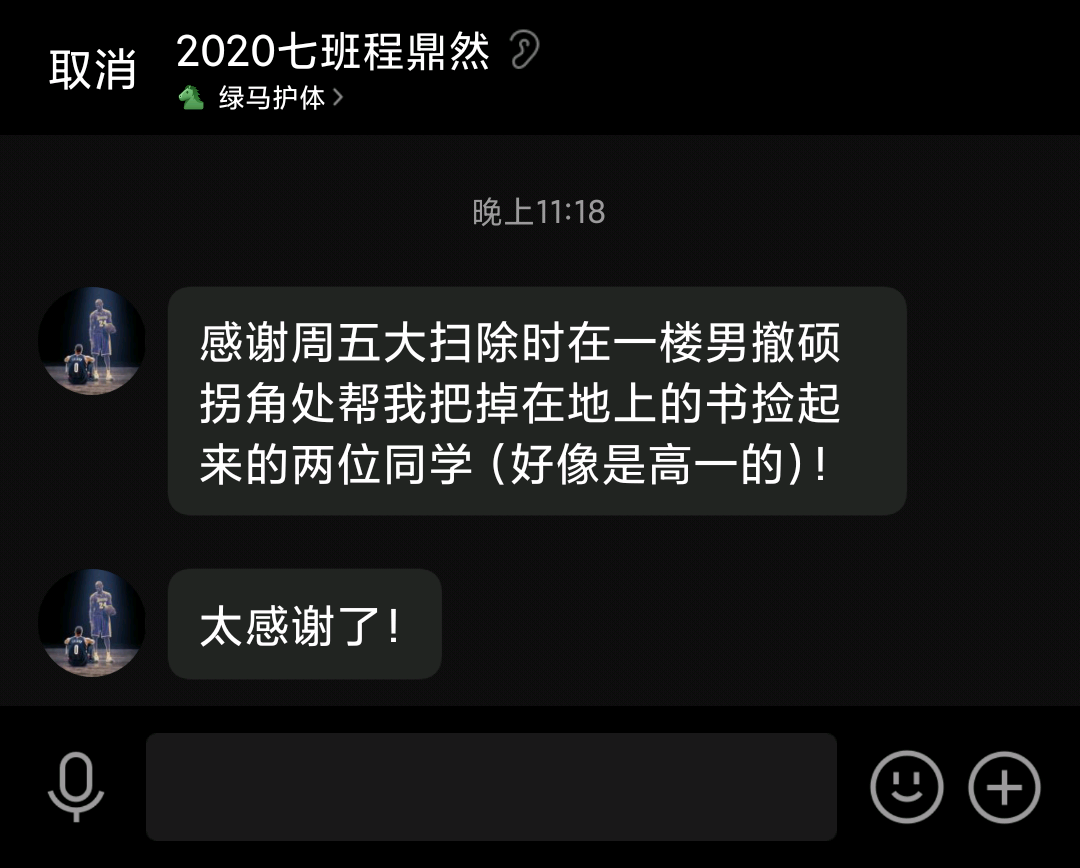 取消
2020七班程鼎然
绿马护体
晚上11:18
感谢周五大扫除时在一楼男撤硕
拐角处帮我把掉在地上的书捡起
来的两位同学（好像是高一的）！
太感谢了！